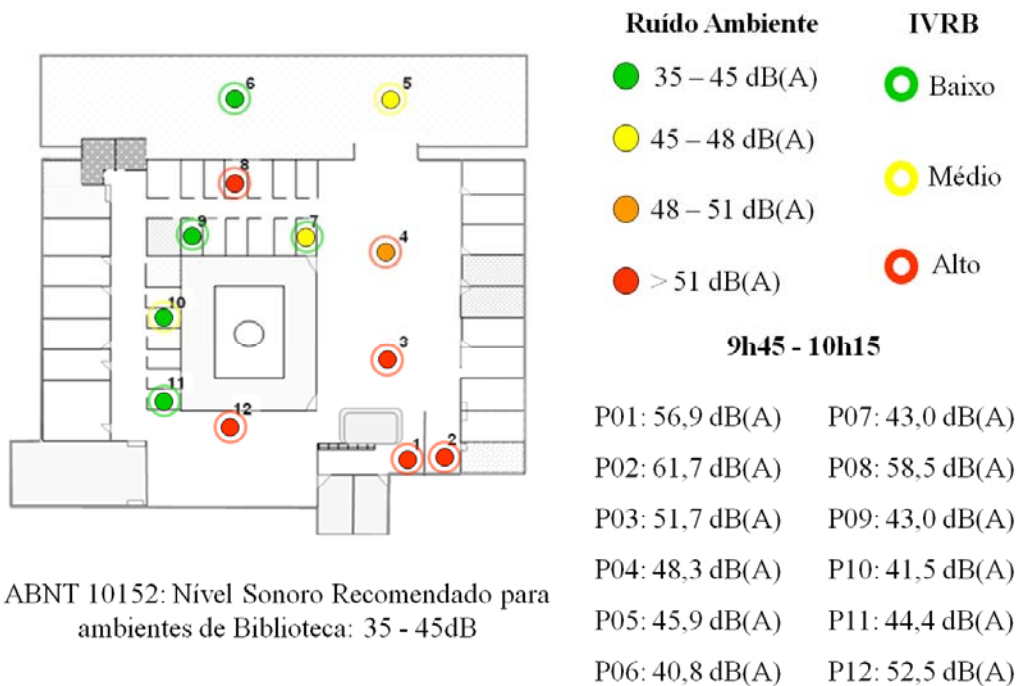 Ruído Ambiente IVRB
35 – 45 dB(A) Baixo
45 – 48 dB(A)
48 – 51 dB(A) Médio
> 51 dB(A) Alto
9h45 - 10h15
P01: 56,9 dB(A) P07: 43,0 dB(A)
P02: 61,7 dB(A) P08: 58,5 dB(A)
P03: 51,7 dB(A) P09: 43,0 dB(A)
P04: 48,3 dB(A) P10: 41,5 dB(A)
P05: 45,9 dB(A) P11: 44,4 dB(A)
P06: 40,8 dB(A) P12: 52,5 dB(A)
6 5
8
9 7 4
10
3
11
12
1 2
ABNT 10152: Nível Sonoro Recomendado para
ambientes de Biblioteca: 35 - 45dB